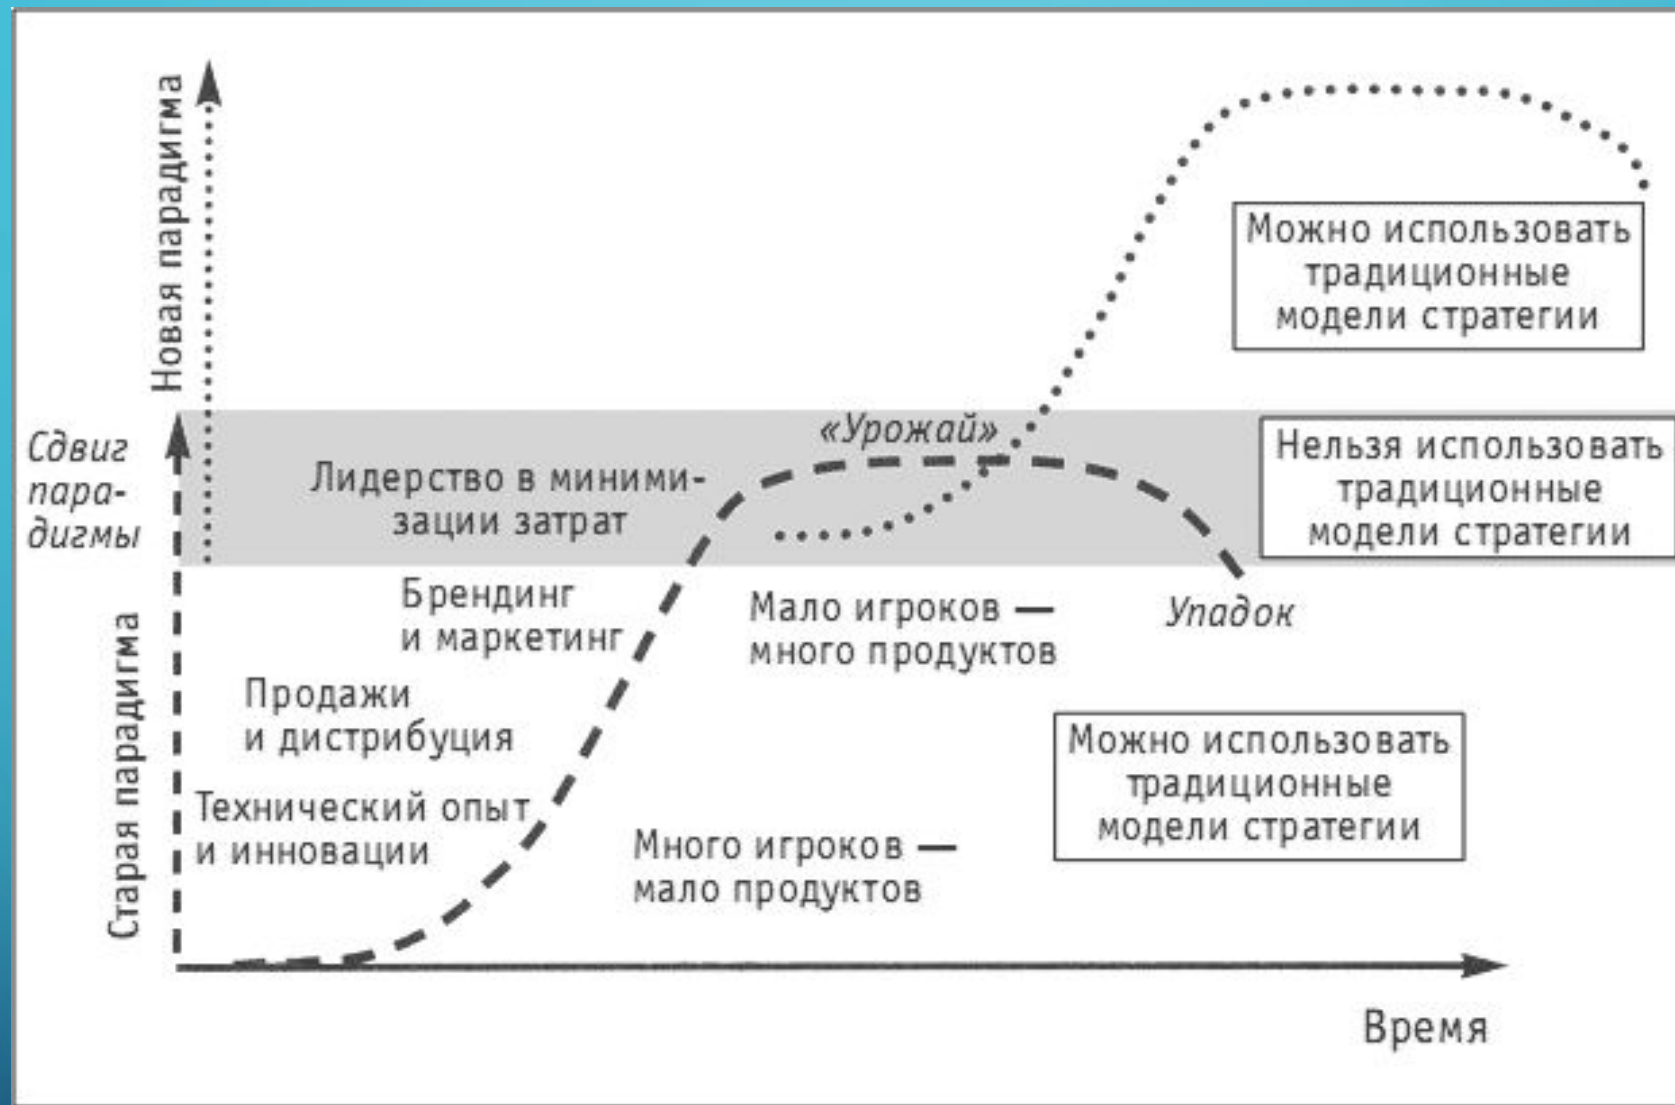 Новая парадигма
Можно использовать
традиционные
модели стратегии
Сдвиг
пара-
дигмы
«Урожай»
Лидерство в миними-
зации затрат
Нельзя использовать
традиционные
модели стратегии
Старая парадигма
Брендинг
и маркетинг
Мало игроков —
много продуктов
Упадок
Продажи
и дистрибуция
Можно использовать
традиционные
модели стратегии
Технический опыт
и инновации
Много игроков —
мало продуктов
Время